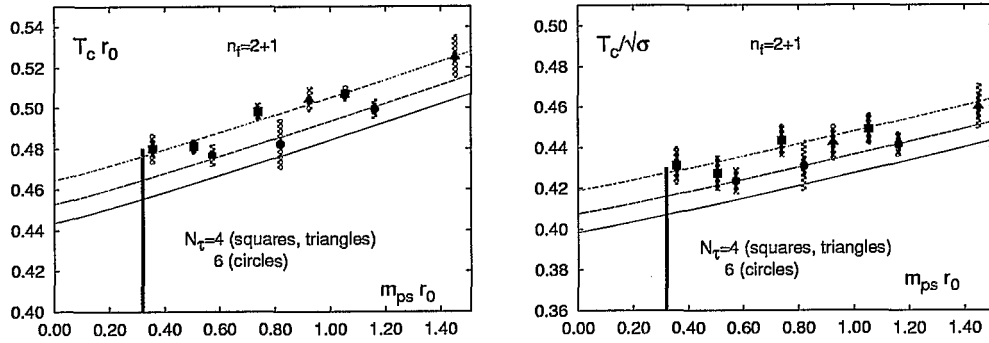 0.54
T_c r_0
n_f=2+1
0.52
0.50
0.48
0.46
0.44
N_τ=4 (squares, triangles)
0.42
6 (circles)
m_ps r_0
0.40
0.00 0.20 0.40 0.60 0.80 1.00 1.20 1.40
0.50
T_c/√σ
n_f=2+1
0.48
0.46
0.44
0.42
0.40
N_τ=4 (squares, triangles)
0.38
6 (circles)
m_ps r_0
0.36
0.00 0.20 0.40 0.60 0.80 1.00 1.20 1.40